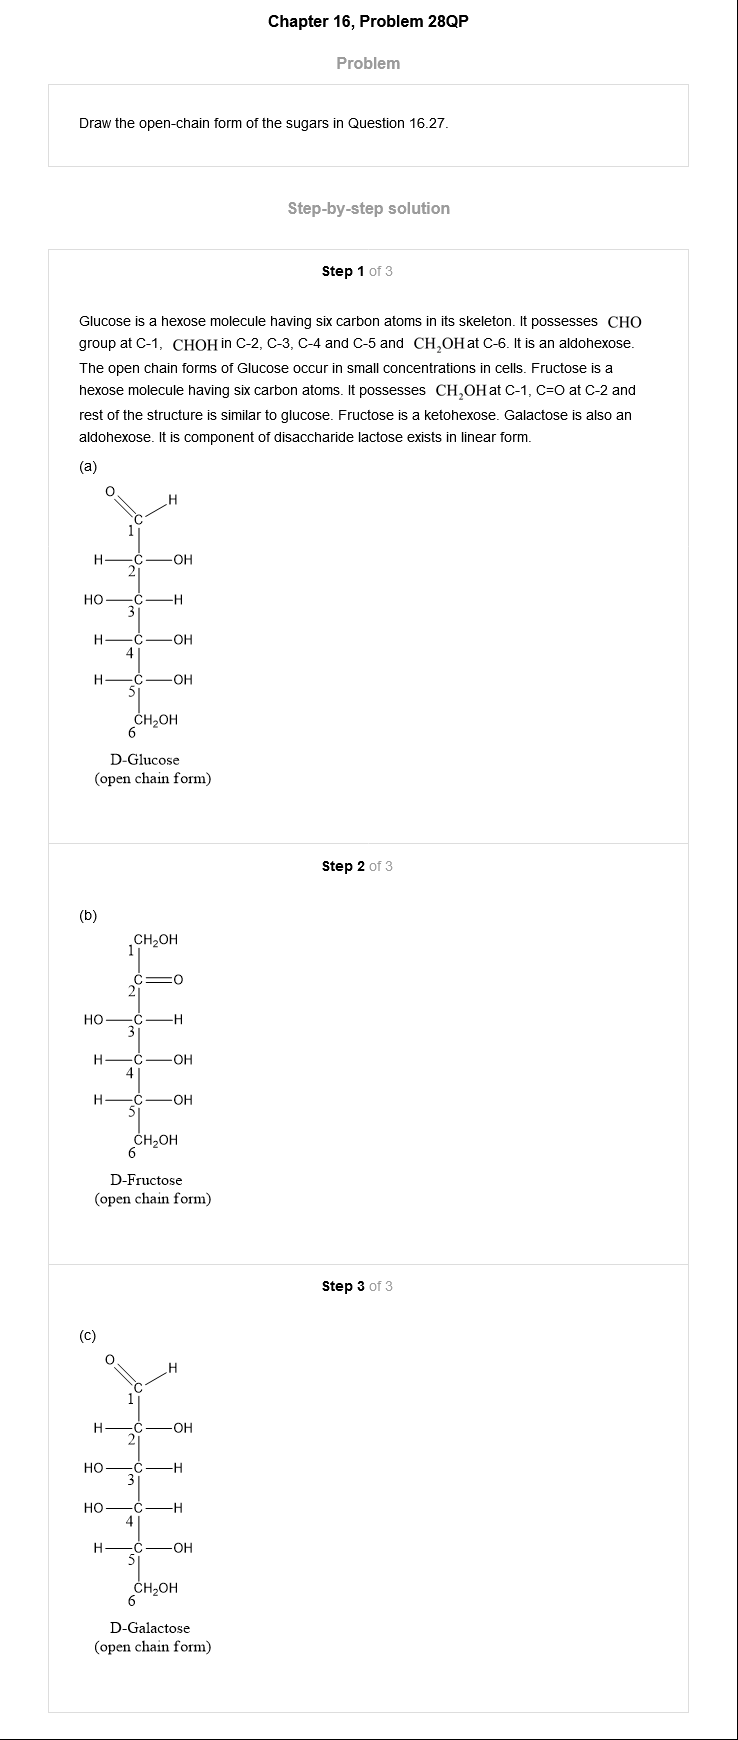 Chapter 16, Problem 28QP
Problem
Draw the open-chain form of the sugars in Question 16.27.
Step-by-step solution
Step 1 of 3
Glucose is a hexose molecule having six carbon atoms in its skeleton. It possesses CHO
group at C-1, CHOH in C-2, C-3, C-4 and C-5 and CH₂OH at C-6. It is an aldohexose.
The open chain forms of Glucose occur in small concentrations in cells. Fructose is a
hexose molecule having six carbon atoms. It possesses CH₂OH at C-1, C=O at C-2 and
rest of the structure is similar to glucose. Fructose is a ketohexose. Galactose is also an
aldohexose. It is component of disaccharide lactose exists in linear form.
(a)
O
H
C
1
H C OH
2
HO C H
3
H C OH
4
H C OH
5
CH₂OH
6
D-Glucose
(open chain form)
Step 2 of 3
(b)
CH₂OH
1
C O
2
HO C H
3
H C OH
4
H C OH
5
CH₂OH
6
D-Fructose
(open chain form)
Step 3 of 3
(c)
O
H
C
1
H C OH
2
HO C H
3
HO C H
4
H C OH
5
CH₂OH
6
D-Galactose
(open chain form)